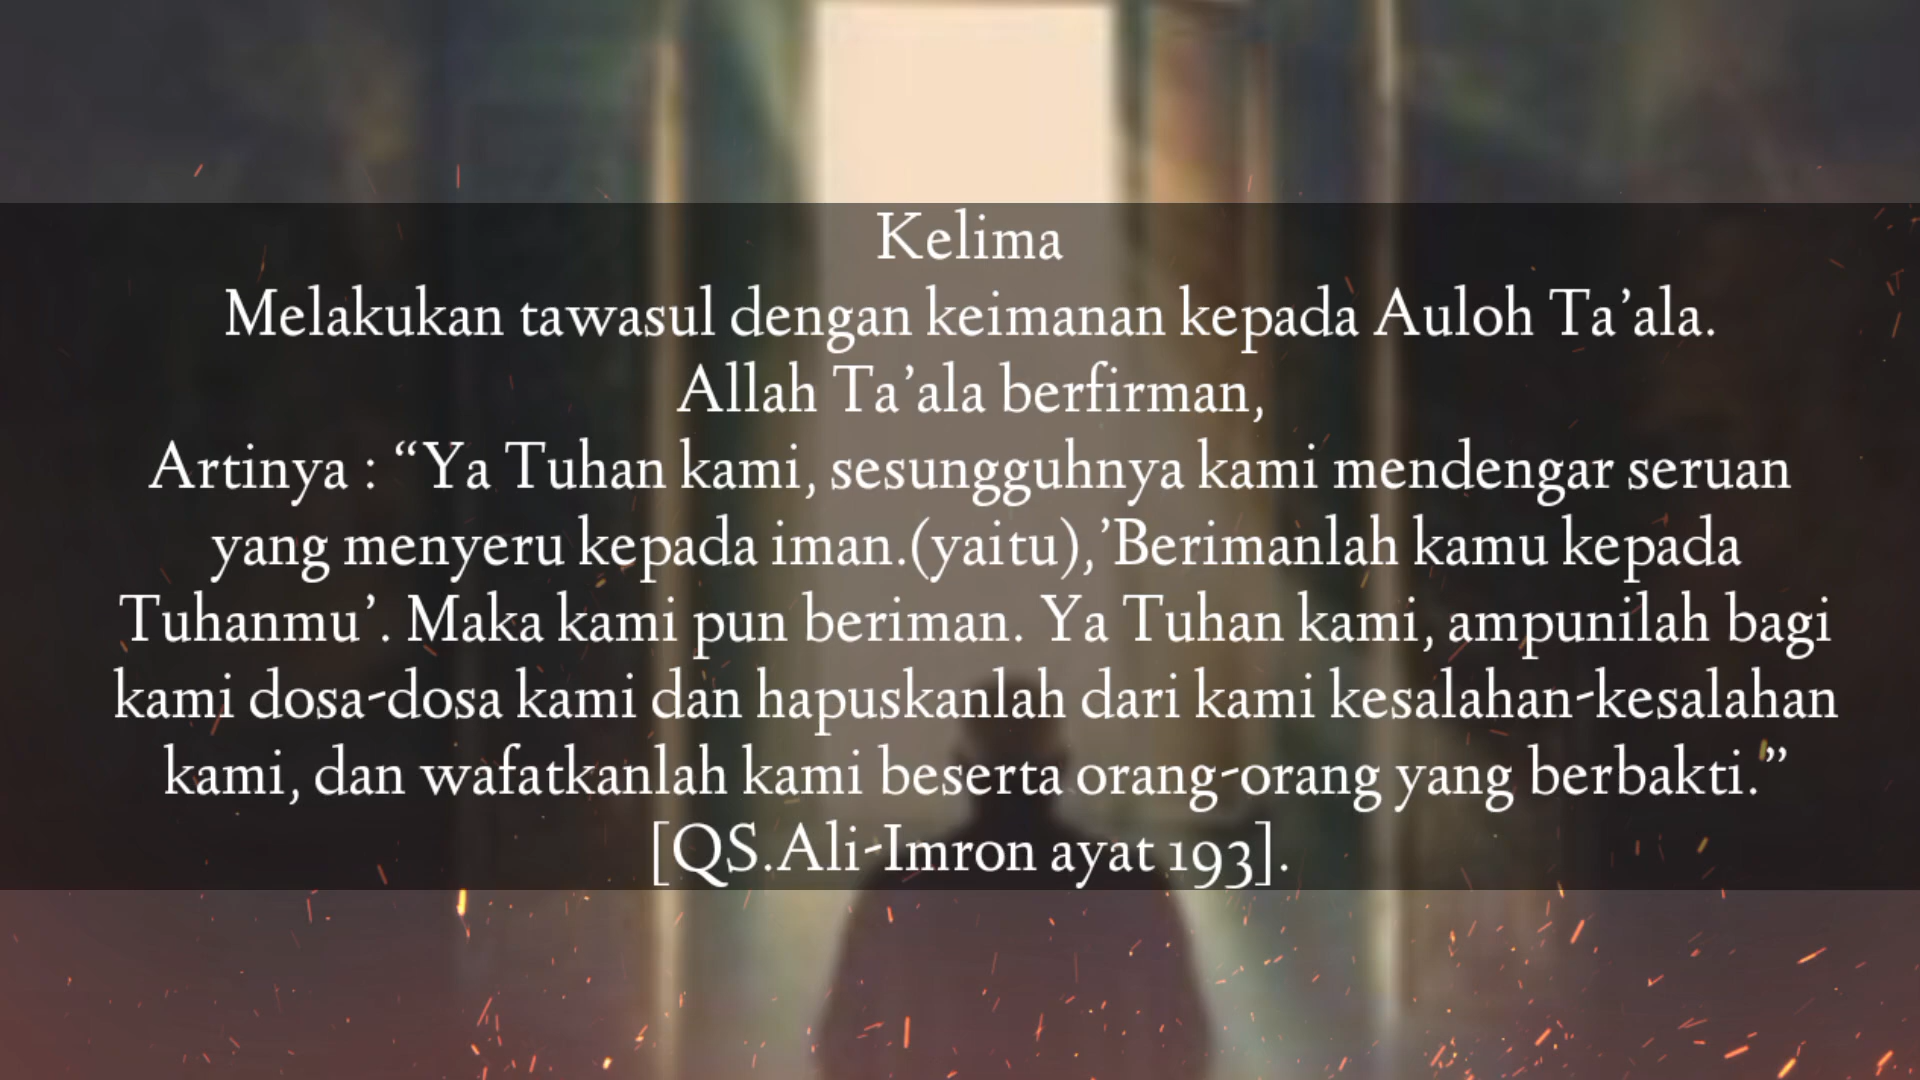 Kelima
Melakukan tawasul dengan keimanan kepada Auloh Ta’ala.
Allah Ta’ala berfirman,
Artinya : “Ya Tuhan kami, sesungguhnya kami mendengar seruan
yang menyeru kepada iman.(yaitu),’Berimanlah kamu kepada
Tuhanmu’. Maka kami pun beriman. Ya Tuhan kami, ampunilah bagi
kami dosa-dosa kami dan hapuskanlah dari kami kesalahan-kesalahan
kami, dan wafatkanlah kami beserta orang-orang yang berbakti.”
[QS.Ali-Imron ayat 193].